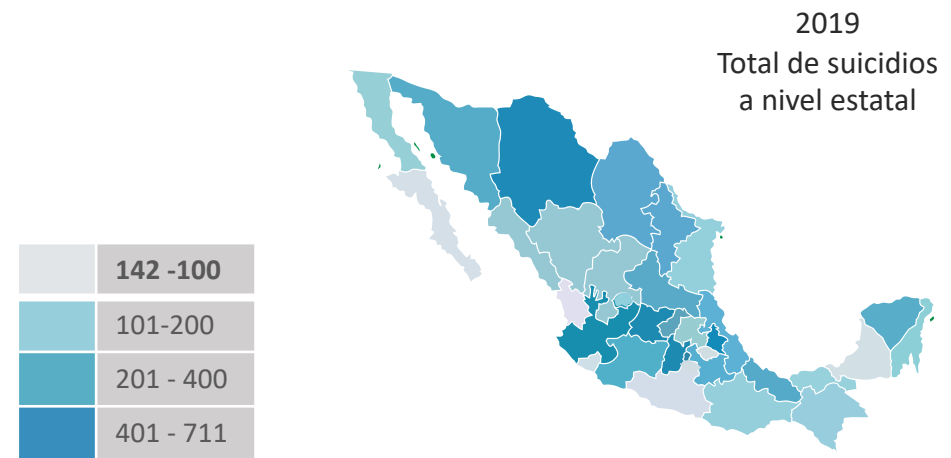 2019
Total de suicidios
a nivel estatal
142 -100
101-200
201 - 400
401 - 711